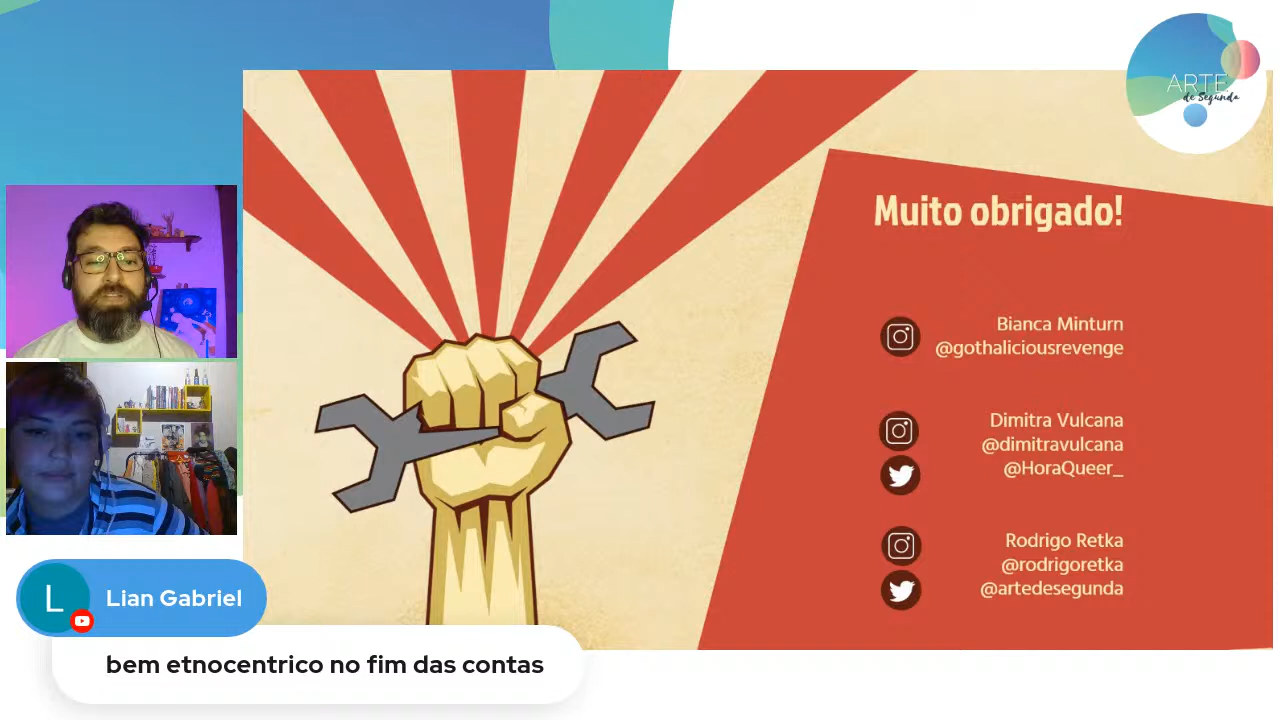 ARTE
de Segunda
Muito obrigado!
Bianca Minturn
@gothaliciousrevenge
Dimitra Vulcana
@dimitravulcana
@HoraQueer_
Rodrigo Retka
@rodrigoretka
@artedesegunda
L
Lian Gabriel
bem etnocentrico no fim das contas